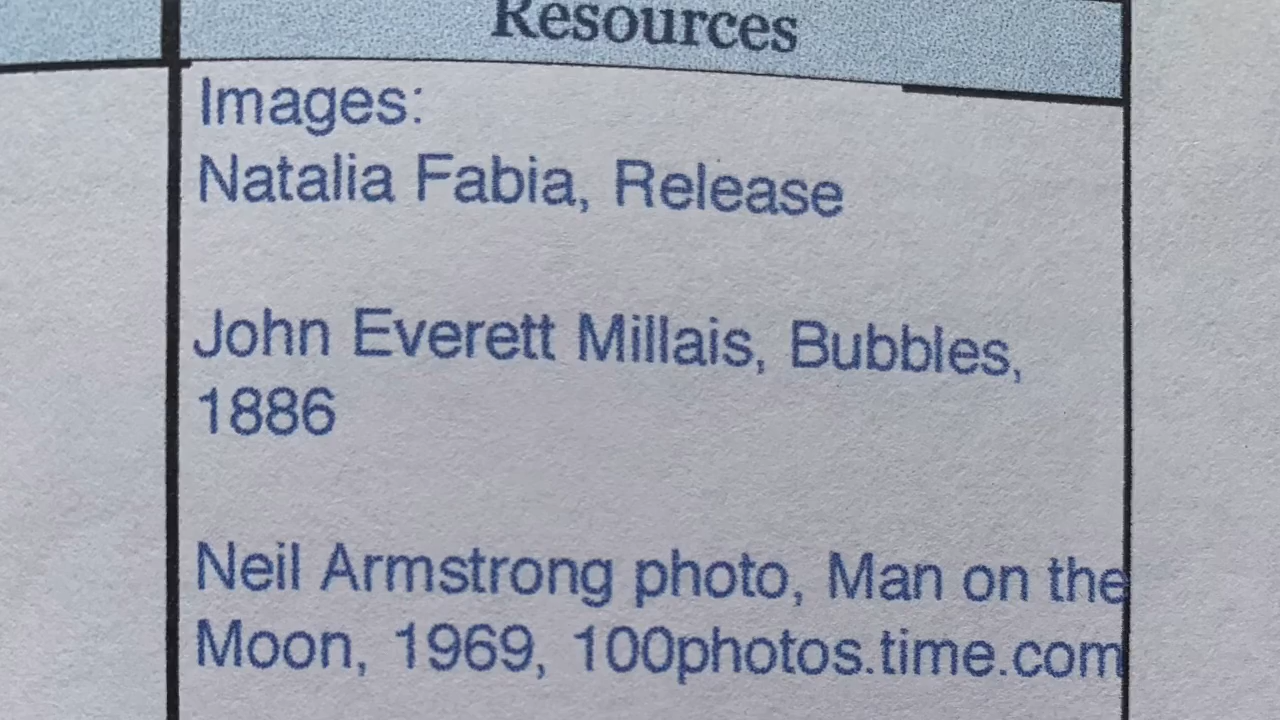 Resources
Images:
Natalia Fabia, Release
John Everett Millais, Bubbles,
1886
Neil Armstrong photo, Man on the
Moon, 1969, 100photos.time.com